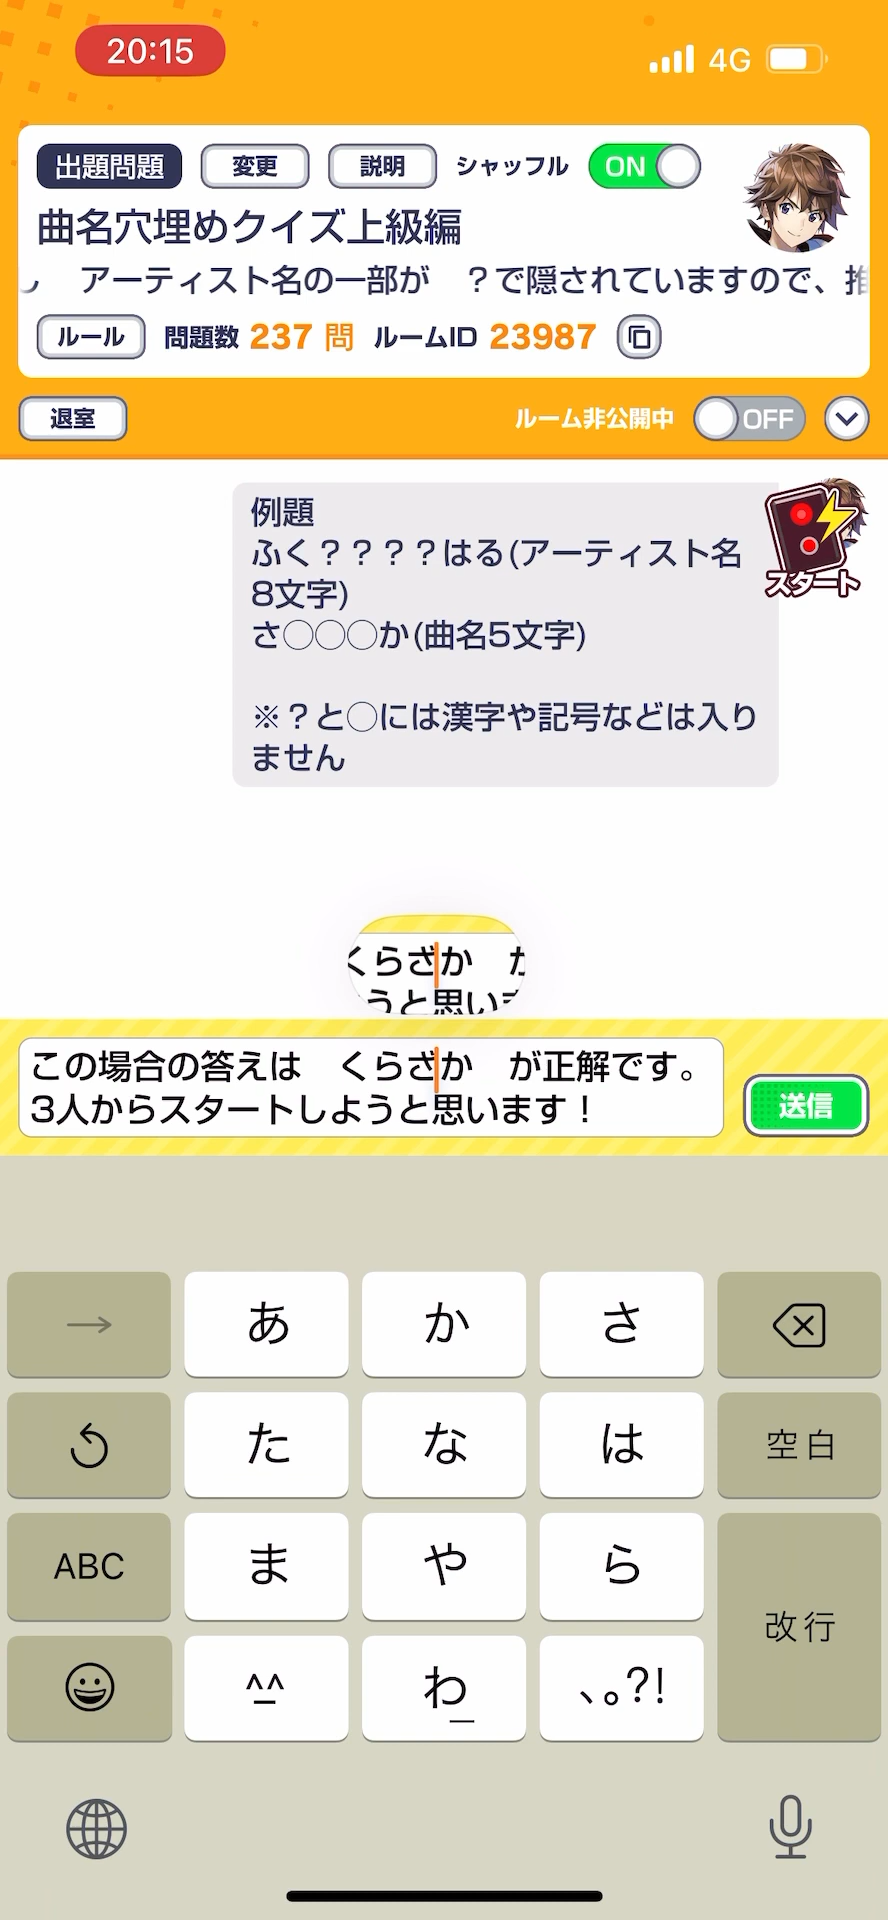 20:15
4G
出題問題
変更
説明
シャッフル
ON
曲名穴埋めクイズ上級編
アーティスト名の一部が　？で隠されていますので、推
ルール
問題数 237 問
ルームID 23987
退室
ルーム非公開中
OFF
例題
ふく？？？？はる(アーティスト名
8文字)
さ◯◯◯か(曲名5文字)
※？と◯には漢字や記号などは入り
ません
スタート
くらざか　が
うと思いま
この場合の答えは　くらざか　が正解です。
3人からスタートしようと思います！
送信
→
あ
か
さ
た
な
は
空白
ABC
ま
や
ら
改行
^^
わ
、。?!